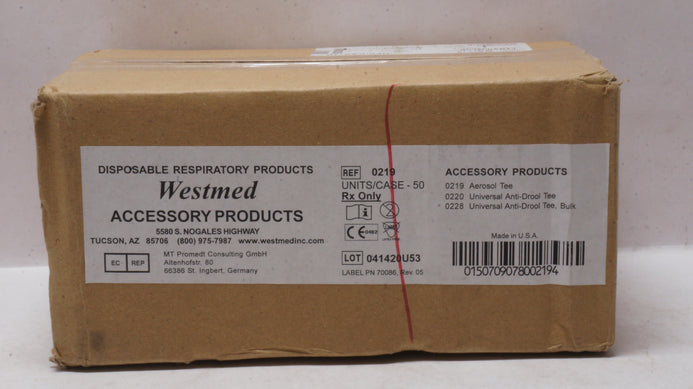 DISPOSABLE RESPIRATORY PRODUCTS
Westmed
ACCESSORY PRODUCTS
5580 S. NOGALES HIGHWAY
TUCSON, AZ 85706 (800) 975-7987 www.westmedinc.com
EC REP
MT Promedt Consulting GmbH
Altenhofstr. 80
66386 St. Ingbert, Germany
REF 0219
UNITS/CASE - 50
Rx Only
CE 0482
LOT 041420U53
LABEL PN 70086, Rev. 05
ACCESSORY PRODUCTS
0219 Aerosol Tee
0220 Universal Anti-Drool Tee
0228 Universal Anti-Drool Tee, Bulk
Made in U.S.A.
0150709078002194